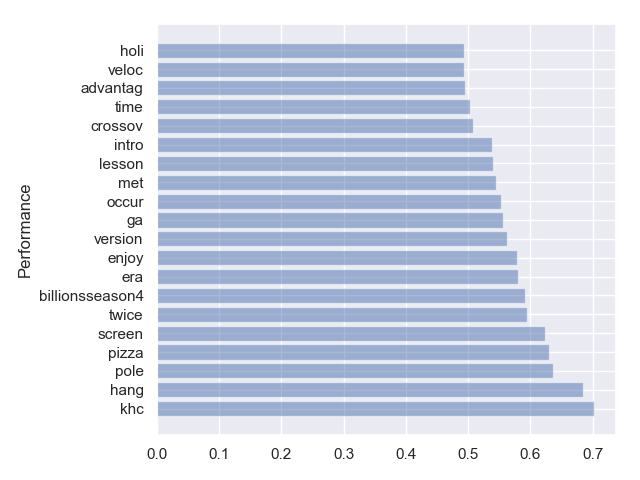 holi
veloc
advantag
time
crossov
intro
lesson
met
occur
ga
version
enjoy
era
billionsseason4
twice
screen
pizza
pole
hang
khc
Performance
0.0 0.1 0.2 0.3 0.4 0.5 0.6 0.7